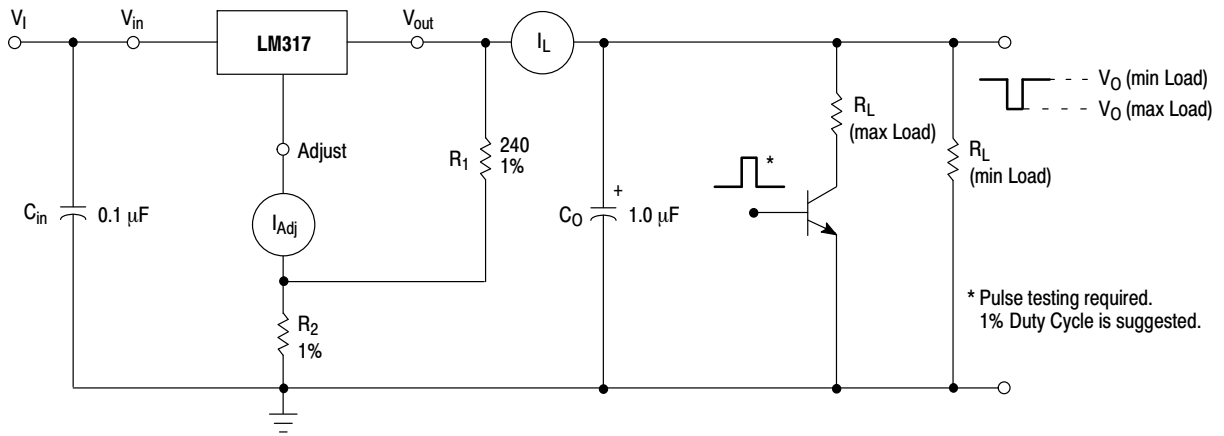 VI
Vin
LM317
Vout
IL
VO (min Load)
VO (max Load)
RL
(max Load)
Adjust
R1
240
1%
*
RL
(min Load)
Cin
0.1 μF
IAdj
+
CO
1.0 μF
R2
1%
* Pulse testing required.
1% Duty Cycle is suggested.